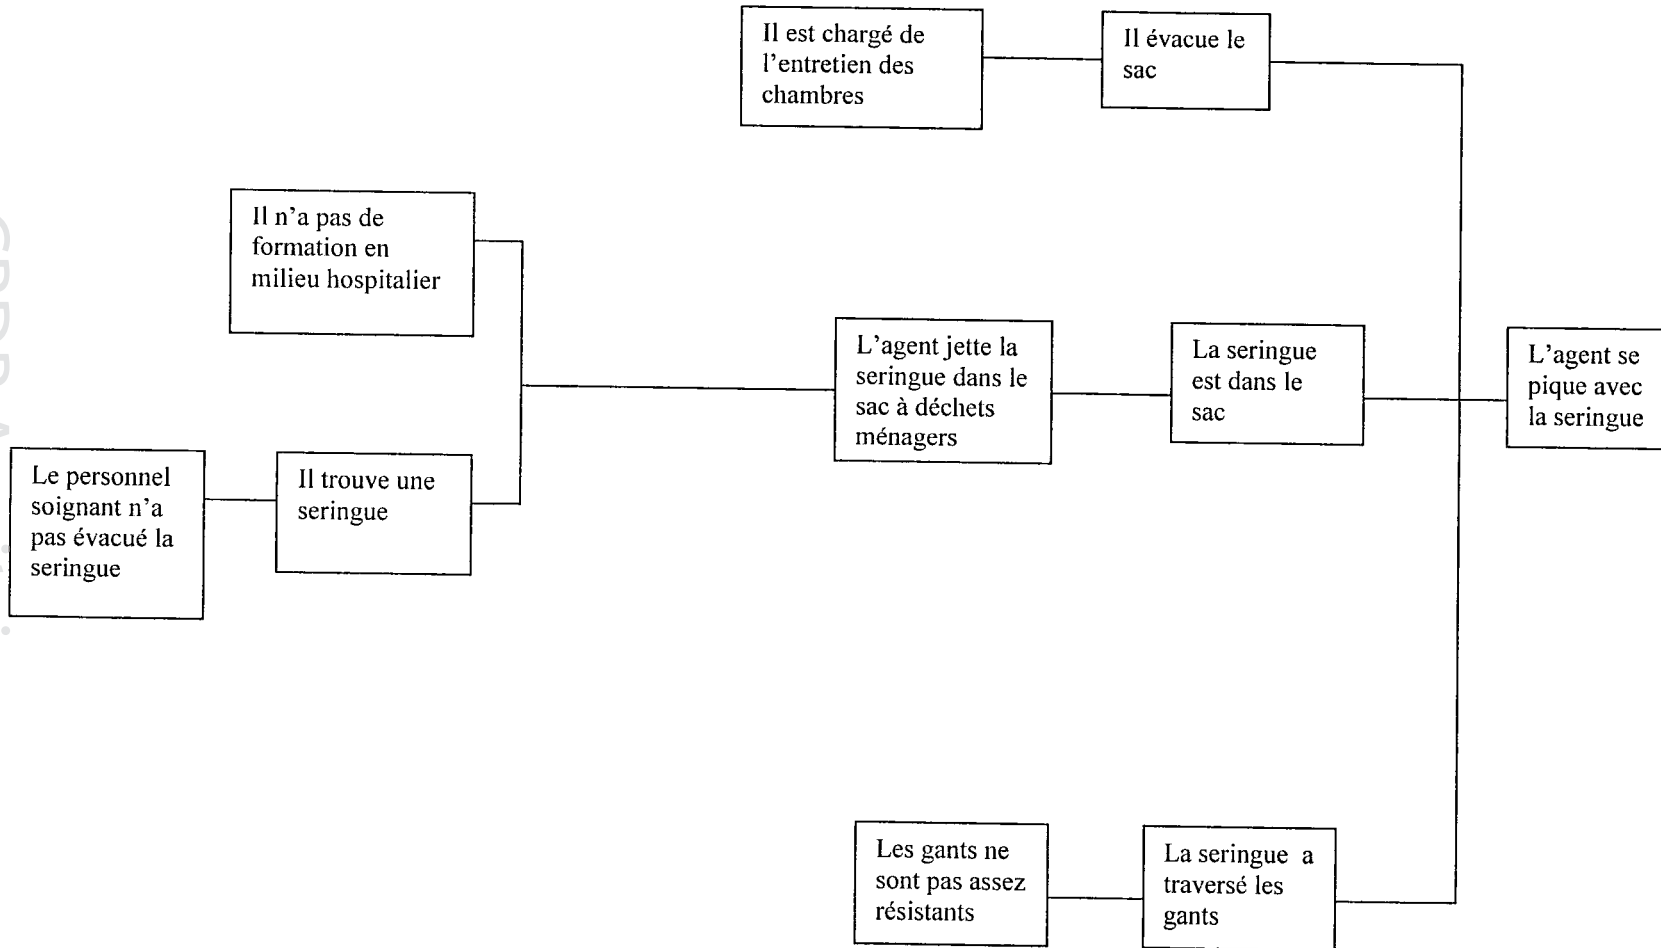 Il est chargé de
l'entretien des
chambres
Il évacue le
sac
Il n'a pas de
formation en
milieu hospitalier
L'agent jette la
seringue dans le
sac à déchets
ménagers
La seringue
est dans le
sac
L'agent se
pique avec
la seringue
Le personnel
soignant n'a
pas évacué la
seringue
Il trouve une
seringue
Les gants ne
sont pas assez
résistants
La seringue a
traversé les
gants